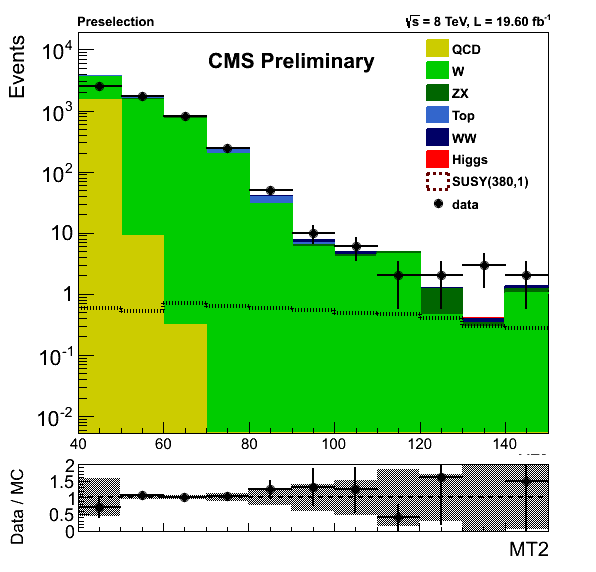 Preselection
√s = 8 TeV, L = 19.60 fb⁻¹
CMS Preliminary
Events
10⁴
10³
10²
10
1
10⁻¹
10⁻²
QCD
W
ZX
Top
WW
Higgs
SUSY(380,1)
data
40 60 80 100 120 140
Data / MC
2
1.5
1
0.5
0
MT2